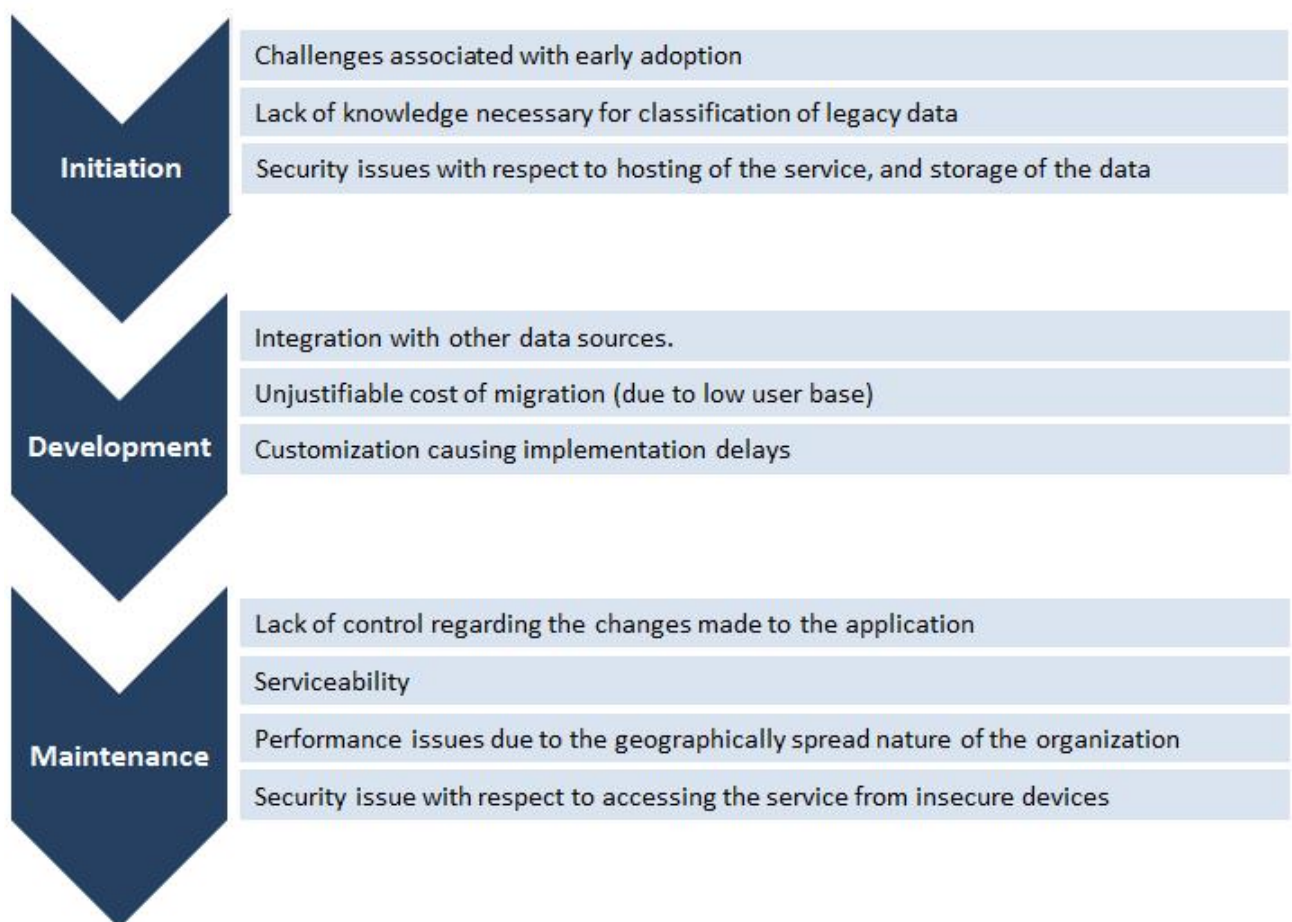 Initiation
Challenges associated with early adoption
Lack of knowledge necessary for classification of legacy data
Security issues with respect to hosting of the service, and storage of the data
Development
Integration with other data sources.
Unjustifiable cost of migration (due to low user base)
Customization causing implementation delays
Maintenance
Lack of control regarding the changes made to the application
Serviceability
Performance issues due to the geographically spread nature of the organization
Security issue with respect to accessing the service from insecure devices